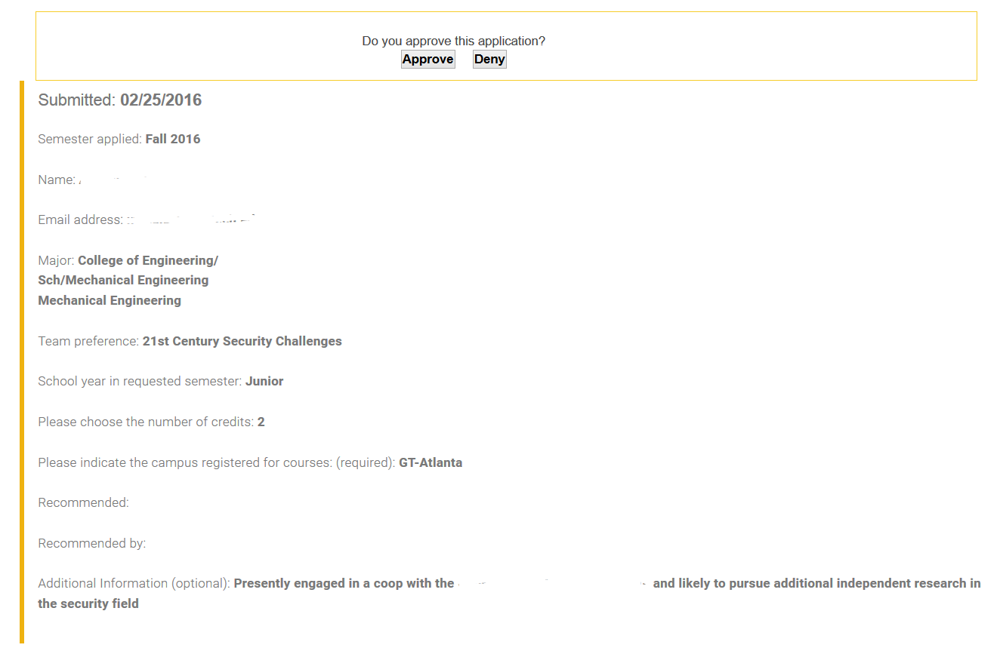 Do you approve this application?
Approve Deny
Submitted: 02/25/2016
Semester applied: Fall 2016
Name:
Email address:
Major: College of Engineering/
Sch/Mechanical Engineering
Mechanical Engineering
Team preference: 21st Century Security Challenges
School year in requested semester: Junior
Please choose the number of credits: 2
Please indicate the campus registered for courses: (required): GT-Atlanta
Recommended:
Recommended by:
Additional Information (optional): Presently engaged in a coop with the and likely to pursue additional independent research in
the security field